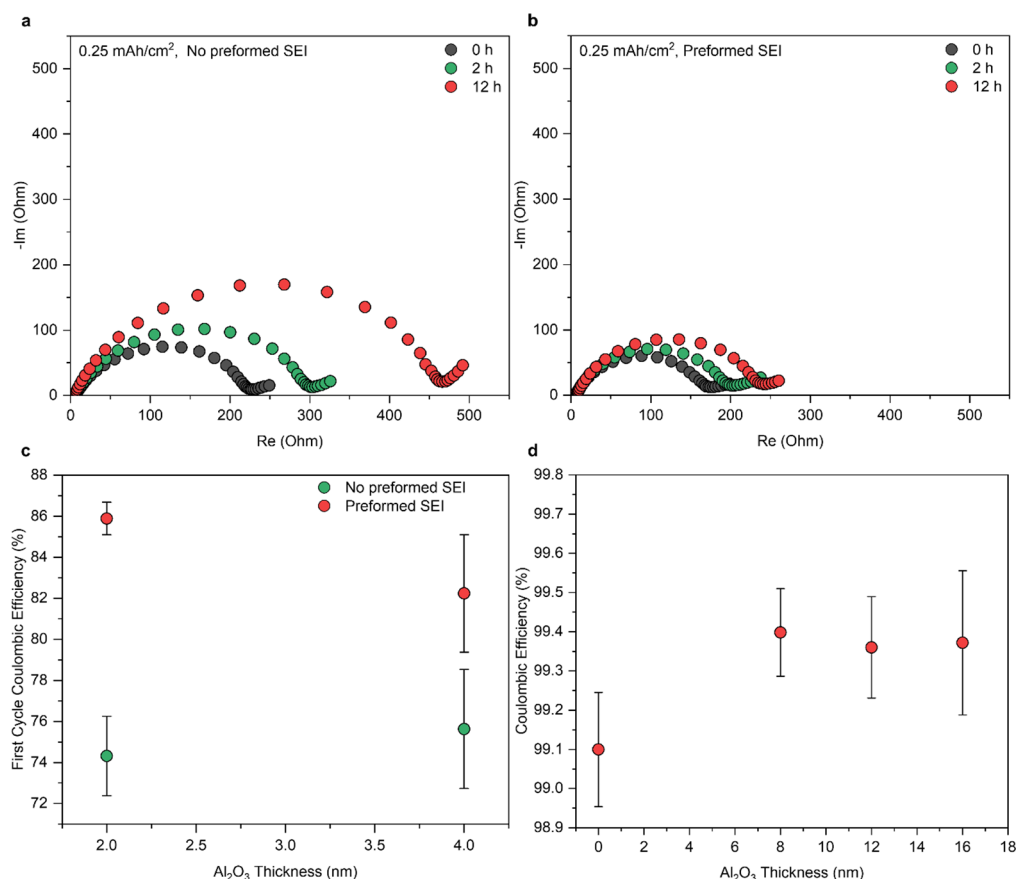 a
0.25 mAh/cm², No preformed SEI
0 h
2 h
12 h
500
400
300
200
100
0
-Im (Ohm)
0 100 200 300 400 500
Re (Ohm)
b
0.25 mAh/cm², Preformed SEI
0 h
2 h
12 h
500
400
300
200
100
0
-Im (Ohm)
0 100 200 300 400 500
Re (Ohm)
c
No preformed SEI
Preformed SEI
88
86
84
82
80
78
76
74
72
First Cycle Coulombic Efficiency (%)
2.0 2.5 3.0 3.5 4.0
Al₂O₃ Thickness (nm)
d
99.8
99.7
99.6
99.5
99.4
99.3
99.2
99.1
99.0
98.9
Coulombic Efficiency (%)
0 2 4 6 8 10 12 14 16 18
Al₂O₃ Thickness (nm)